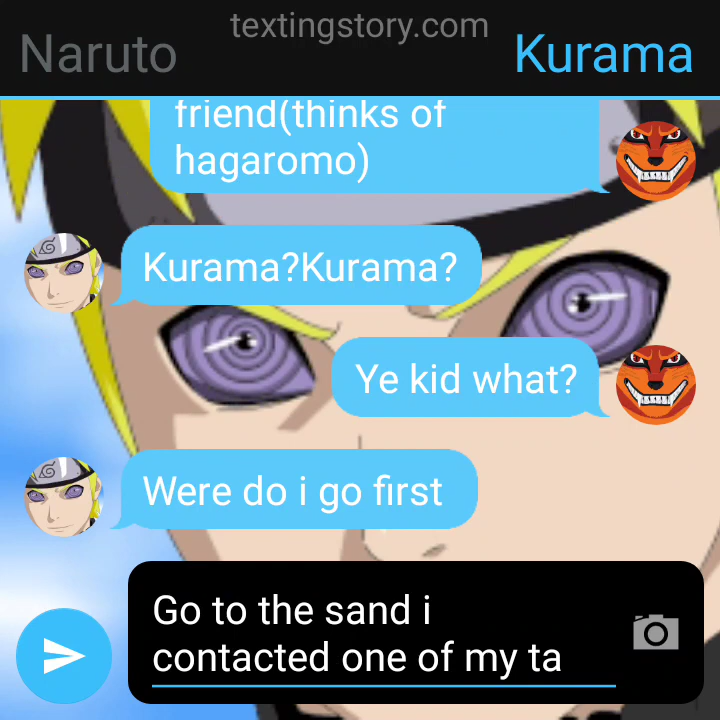 textingstory.com
Naruto
Kurama
friend(thinks of
hagaromo)
Kurama?Kurama?
Ye kid what?
Were do i go first
Go to the sand i
contacted one of my ta